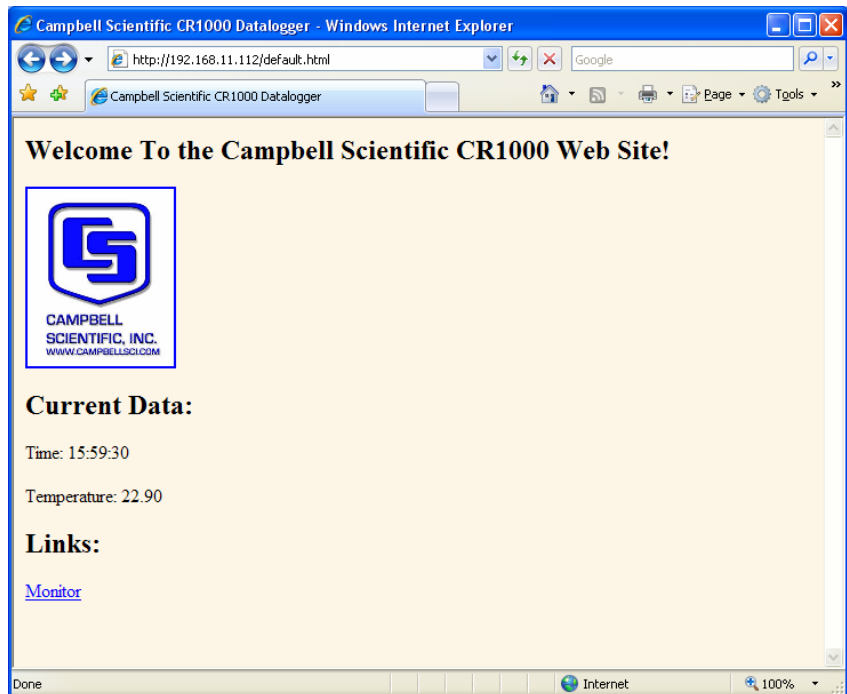 Campbell Scientific CR1000 Datalogger - Windows Internet Explorer
http://192.168.11.112/default.html
Google
Campbell Scientific CR1000 Datalogger
Page
Tools
Welcome To the Campbell Scientific CR1000 Web Site!
CS
CAMPBELL
SCIENTIFIC, INC.
WWW.CAMPBELLSCI.COM
Current Data:
Time: 15:59:30
Temperature: 22.90
Links:
Monitor
Done
Internet
100%